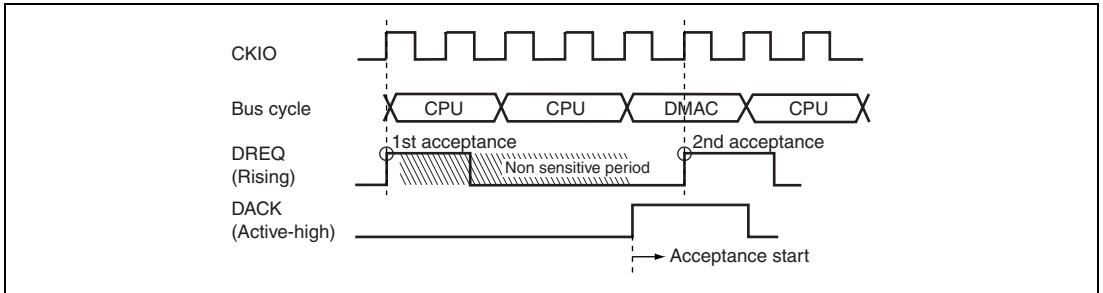 CKIO
Bus cycle CPU CPU DMAC CPU
1st acceptance 2nd acceptance
DREQ
(Rising) Non sensitive period
DACK
(Active-high)
Acceptance start